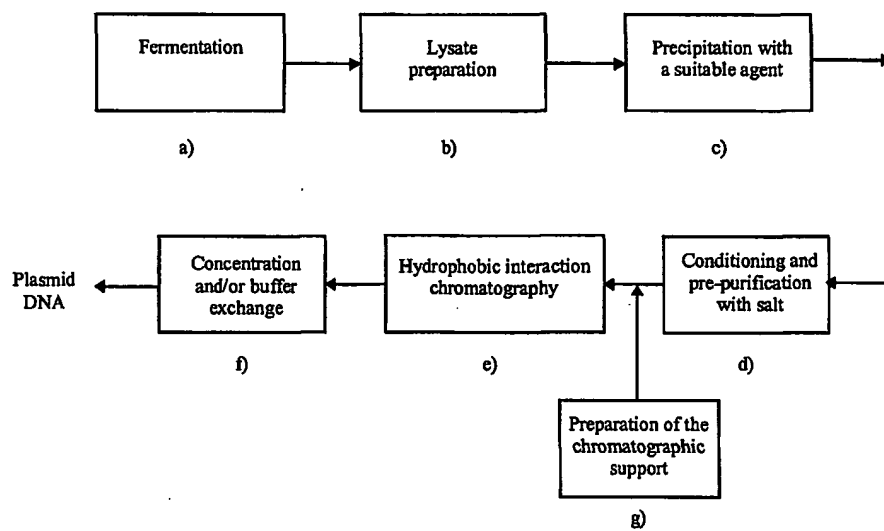 Fermentation
a)
Lysate
preparation
b)
Precipitation with
a suitable agent
c)
Plasmid
DNA
Concentration
and/or buffer
exchange
f)
Hydrophobic interaction
chromatography
e)
Conditioning and
pre-purification
with salt
d)
Preparation of the
chromatographic
support
g)